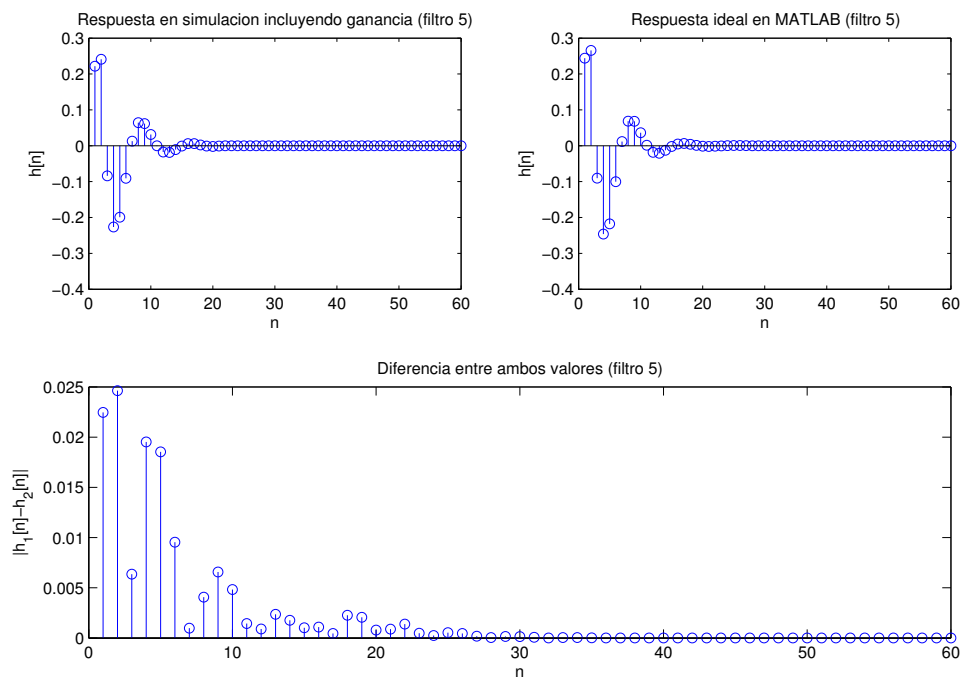 Respuesta en simulacion incluyendo ganancia (filtro 5)
0.3
0.2
0.1
0
−0.1
−0.2
−0.3
−0.4
h[n]
0 10 20 30 40 50 60
n
Respuesta ideal en MATLAB (filtro 5)
0.3
0.2
0.1
0
−0.1
−0.2
−0.3
−0.4
h[n]
0 10 20 30 40 50 60
n
Diferencia entre ambos valores (filtro 5)
0.025
0.02
0.015
0.01
0.005
0
|h_1[n]−h_2[n]|
0 10 20 30 40 50 60
n